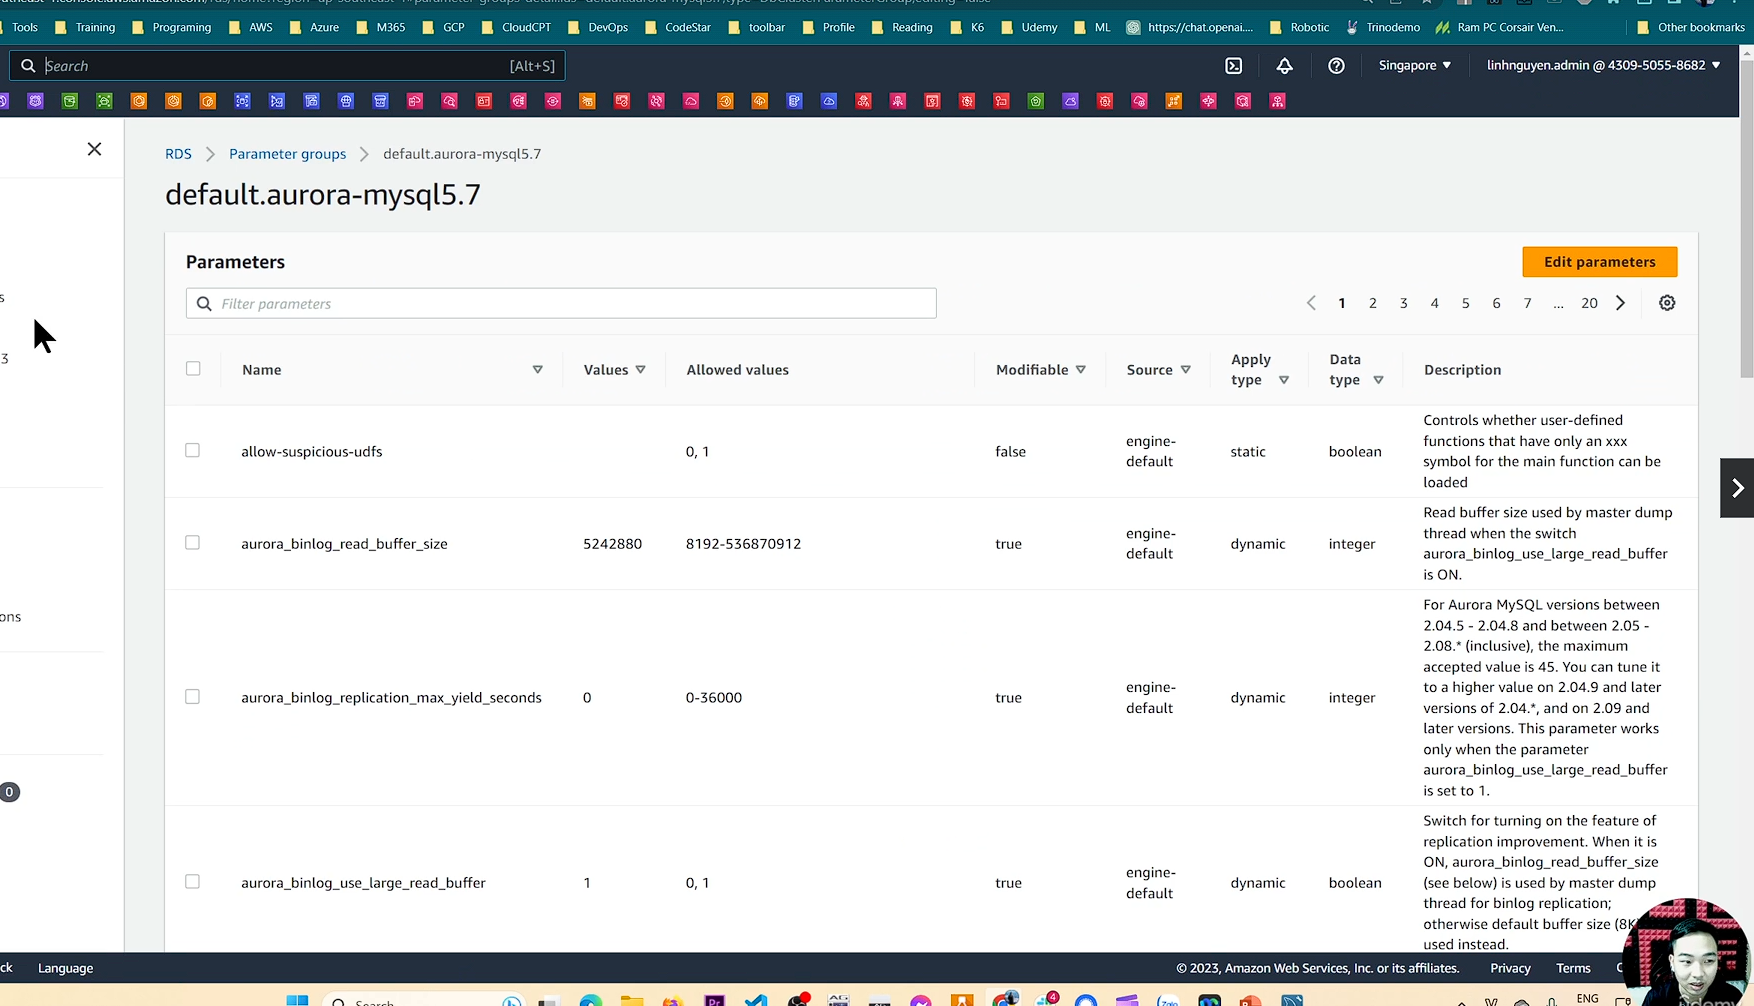 Tools Training Programing AWS Azure M365 GCP CloudCPT DevOps CodeStar toolbar Profile Reading K6 Udemy ML https://chat.openai.... Robotic Trinodemo Ram PC Corsair Ven... Other bookmarks
Search [Alt+S] Singapore linhnguyen.admin @ 4309-5055-8682
RDS Parameter groups default.aurora-mysql5.7
default.aurora-mysql5.7
Parameters Edit parameters
Filter parameters 1 2 3 4 5 6 7 ... 20
s
3
ons
0
Name Values Allowed values Modifiable Source Apply type Data type Description
allow-suspicious-udfs 0, 1 false engine-default static boolean
Controls whether user-defined
functions that have only an xxx
symbol for the main function can be
loaded
aurora_binlog_read_buffer_size 5242880 8192-536870912 true engine-default dynamic integer
Read buffer size used by master dump
thread when the switch
aurora_binlog_use_large_read_buffer
is ON.
aurora_binlog_replication_max_yield_seconds 0 0-36000 true engine-default dynamic integer
For Aurora MySQL versions between
2.04.5 - 2.04.8 and between 2.05 -
2.08.* (inclusive), the maximum
accepted value is 45. You can tune it
to a higher value on 2.04.9 and later
versions of 2.04.*, and on 2.09 and
later versions. This parameter works
only when the parameter
aurora_binlog_use_large_read_buffer
is set to 1.
aurora_binlog_use_large_read_buffer 1 0, 1 true engine-default dynamic boolean
Switch for turning on the feature of
replication improvement. When it is
ON, aurora_binlog_read_buffer_size
(see below) is used by master dump
thread for binlog replication;
otherwise default buffer size (8K
used instead.
ck Language © 2023, Amazon Web Services, Inc. or its affiliates. Privacy Terms C
Search ENG